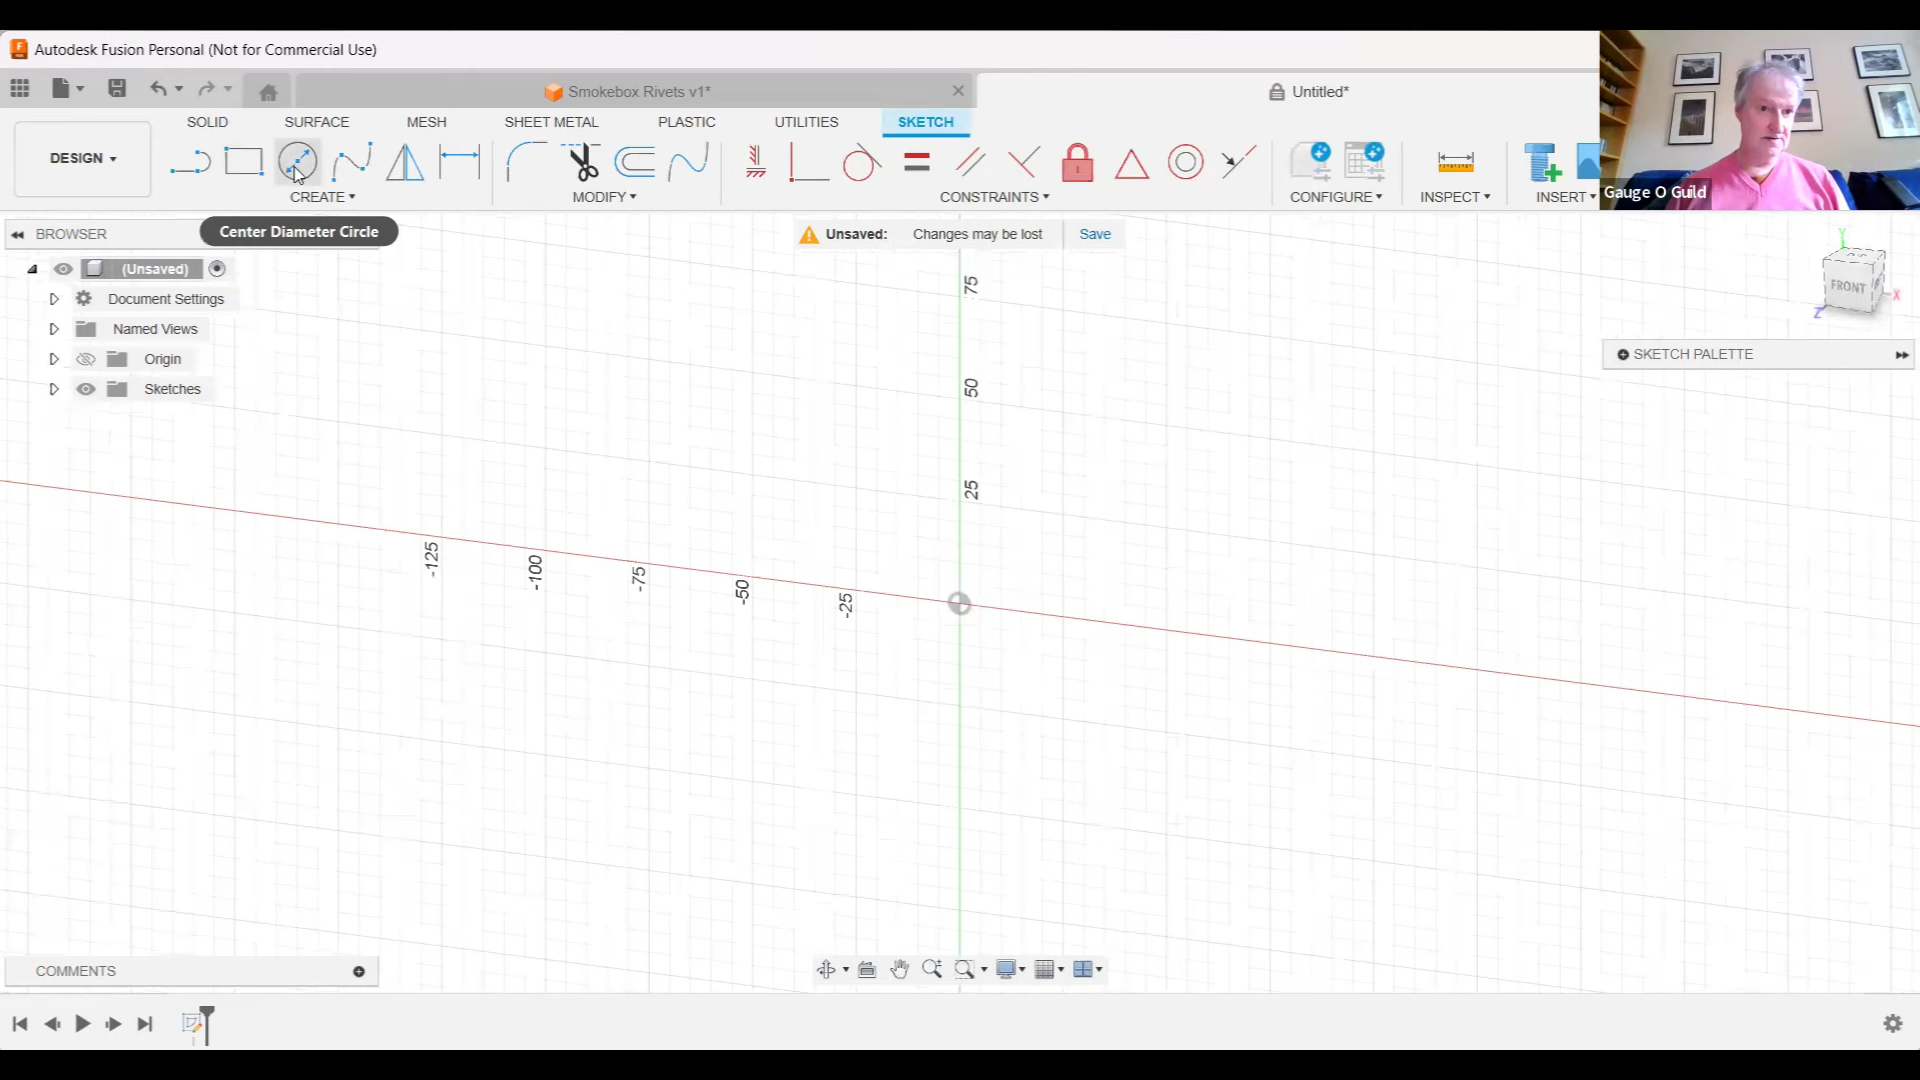 Autodesk Fusion Personal (Not for Commercial Use)
Smokebox Rivets v1*
Untitled*
SOLID
SURFACE
MESH
SHEET METAL
PLASTIC
UTILITIES
SKETCH
DESIGN
CREATE
MODIFY
CONSTRAINTS
CONFIGURE
INSPECT
INSERT
Gauge O Guild
BROWSER
Center Diameter Circle
Unsaved: Changes may be lost Save
(Unsaved)
Document Settings
Named Views
Origin
Sketches
Y
FRONT
X
Z
SKETCH PALETTE
75
50
25
-125
-100
-75
-50
-25
COMMENTS